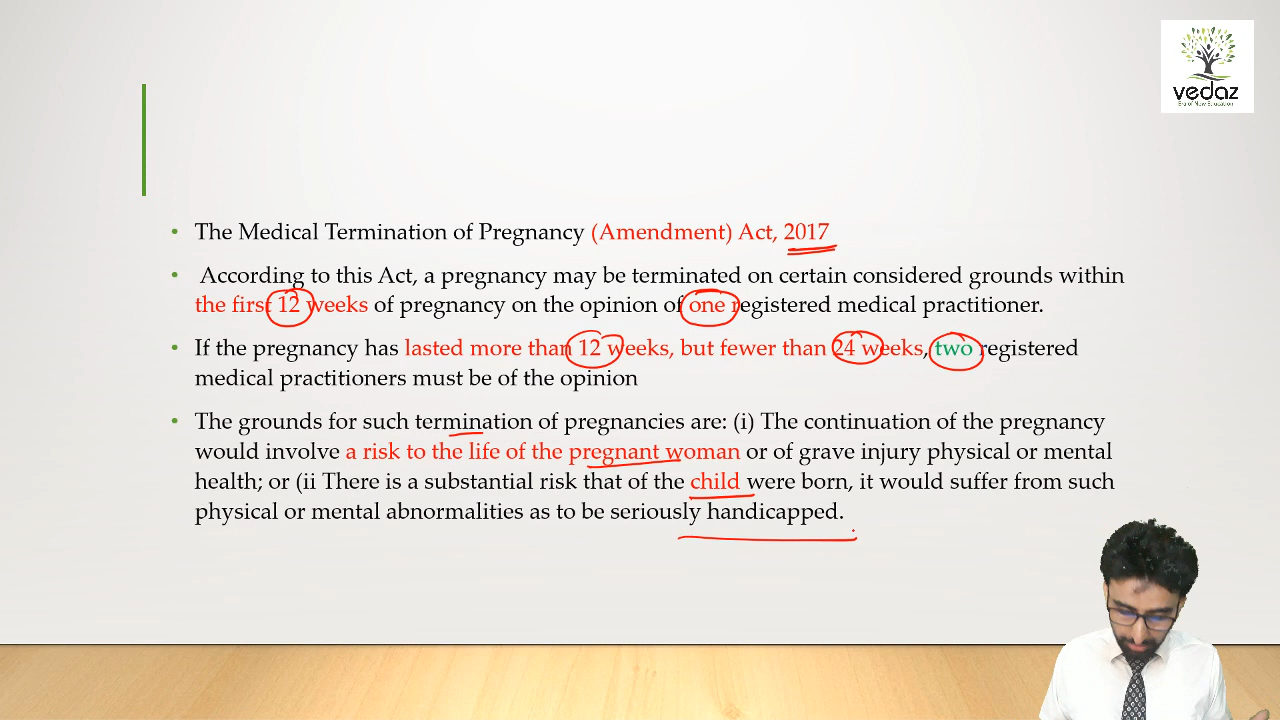 vedaz
Era of New Education
• The Medical Termination of Pregnancy (Amendment) Act, 2017
• According to this Act, a pregnancy may be terminated on certain considered grounds within
the first 12 weeks of pregnancy on the opinion of one registered medical practitioner.
• If the pregnancy has lasted more than 12 weeks, but fewer than 24 weeks, two registered
medical practitioners must be of the opinion
• The grounds for such termination of pregnancies are: (i) The continuation of the pregnancy
would involve a risk to the life of the pregnant woman or of grave injury physical or mental
health; or (ii There is a substantial risk that of the child were born, it would suffer from such
physical or mental abnormalities as to be seriously handicapped.